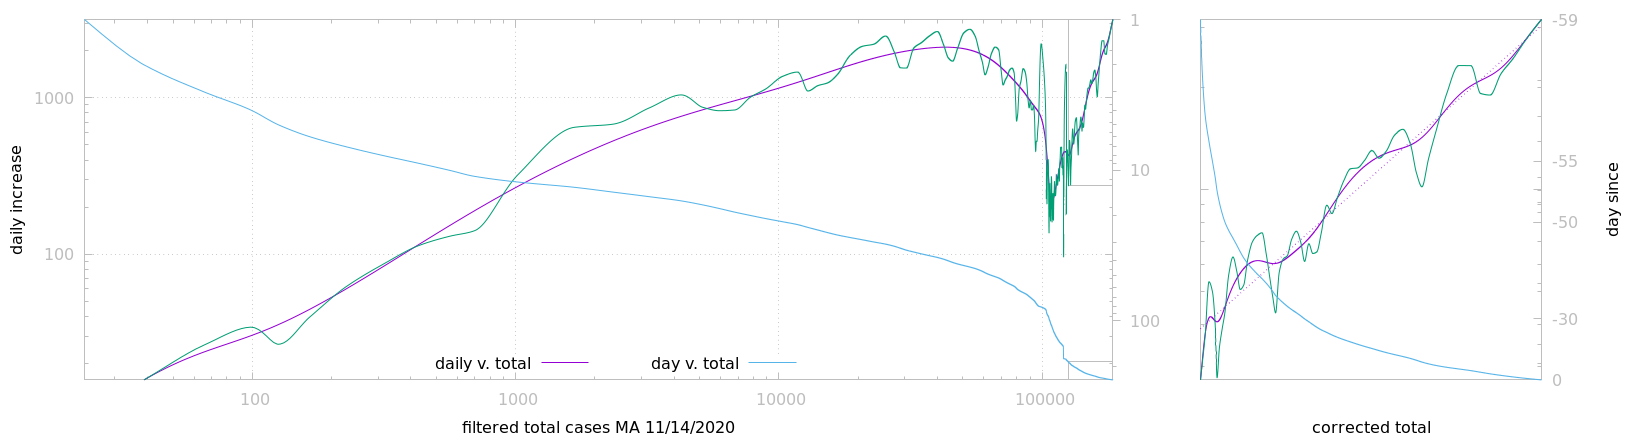 daily increase
1000
100
100
1000
10000
100000
filtered total cases MA 11/14/2020
daily v. total
day v. total
1
10
100
-59
-55
-50
-30
0
day since
corrected total